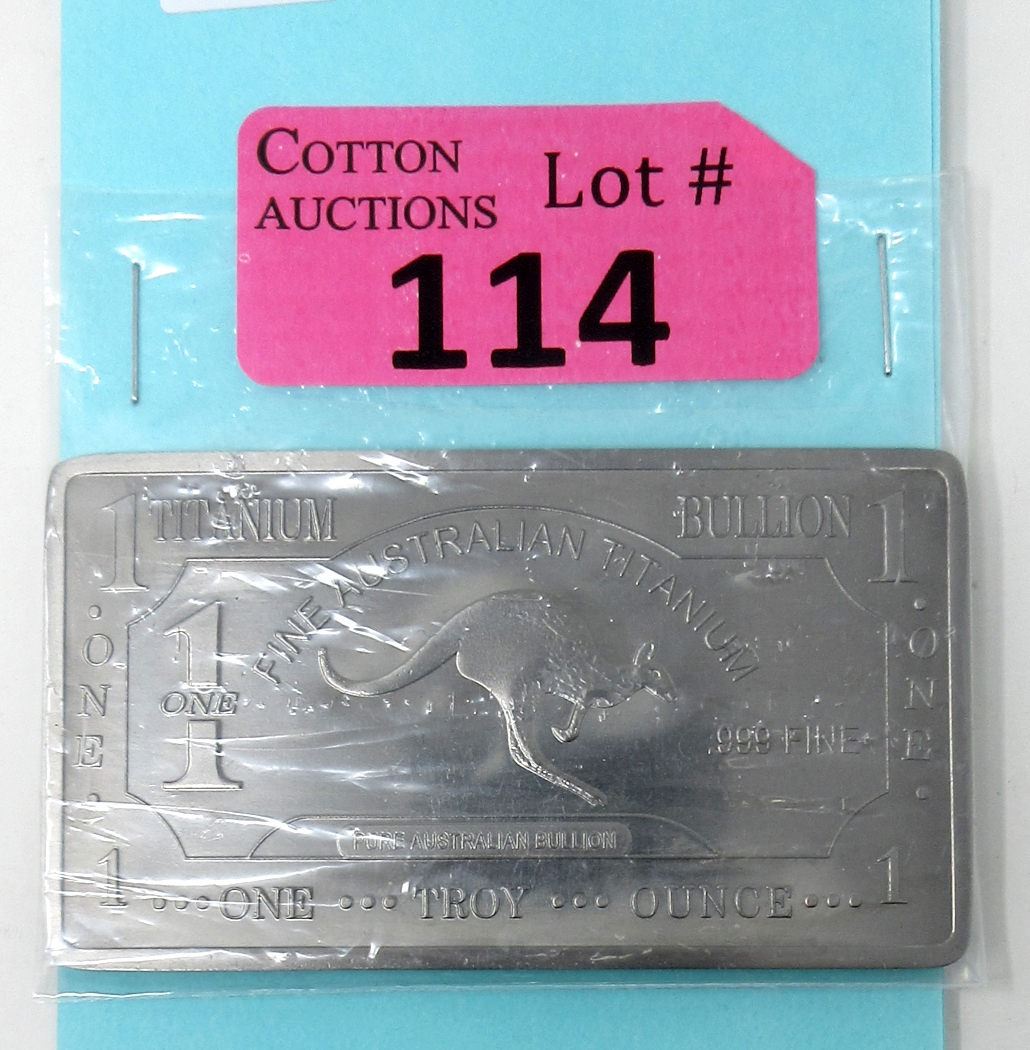 COTTON
AUCTIONS
Lot #
114
1 TITANIUM BULLION 1
FINE AUSTRALIAN TITANIUM
· ONE ·
1
ONE
1
.999 FINE+
· ONE ·
PURE AUSTRALIAN BULLION
1 ··· ONE ··· TROY ··· OUNCE ··· 1